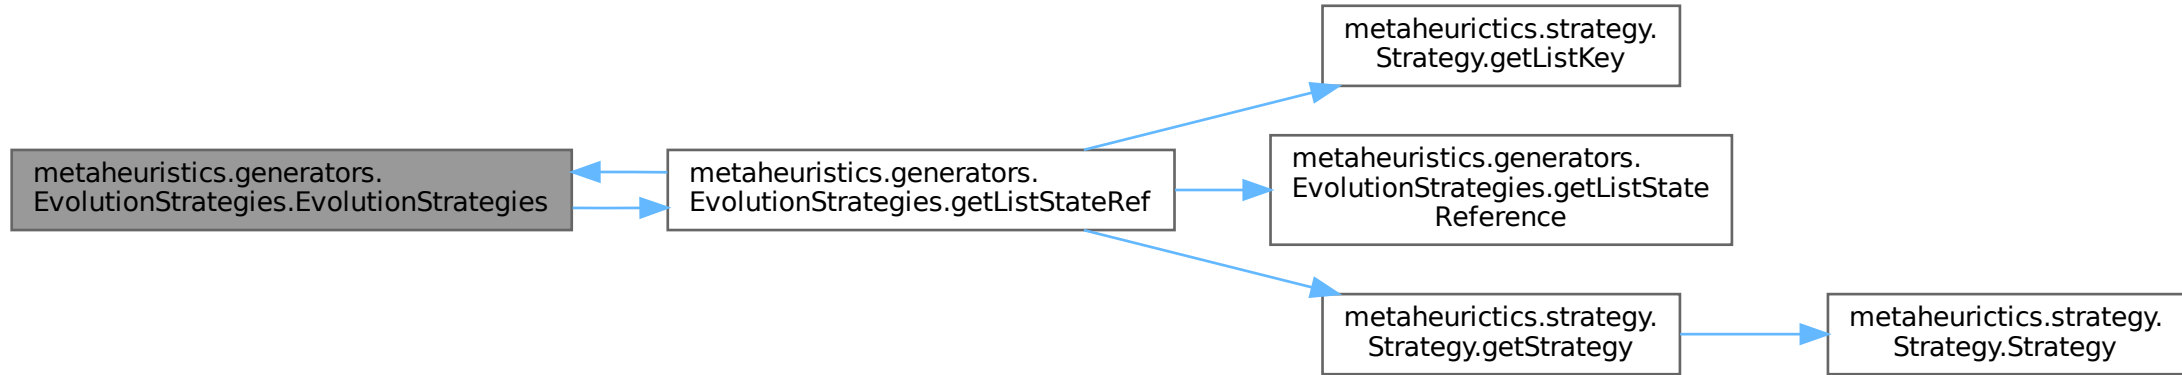 metaheurictics.strategy.
Strategy.getListKey
metaheuristics.generators.
EvolutionStrategies.EvolutionStrategies
metaheuristics.generators.
EvolutionStrategies.getListStateRef
metaheuristics.generators.
EvolutionStrategies.getListState
Reference
metaheurictics.strategy.
Strategy.getStrategy
metaheurictics.strategy.
Strategy.Strategy